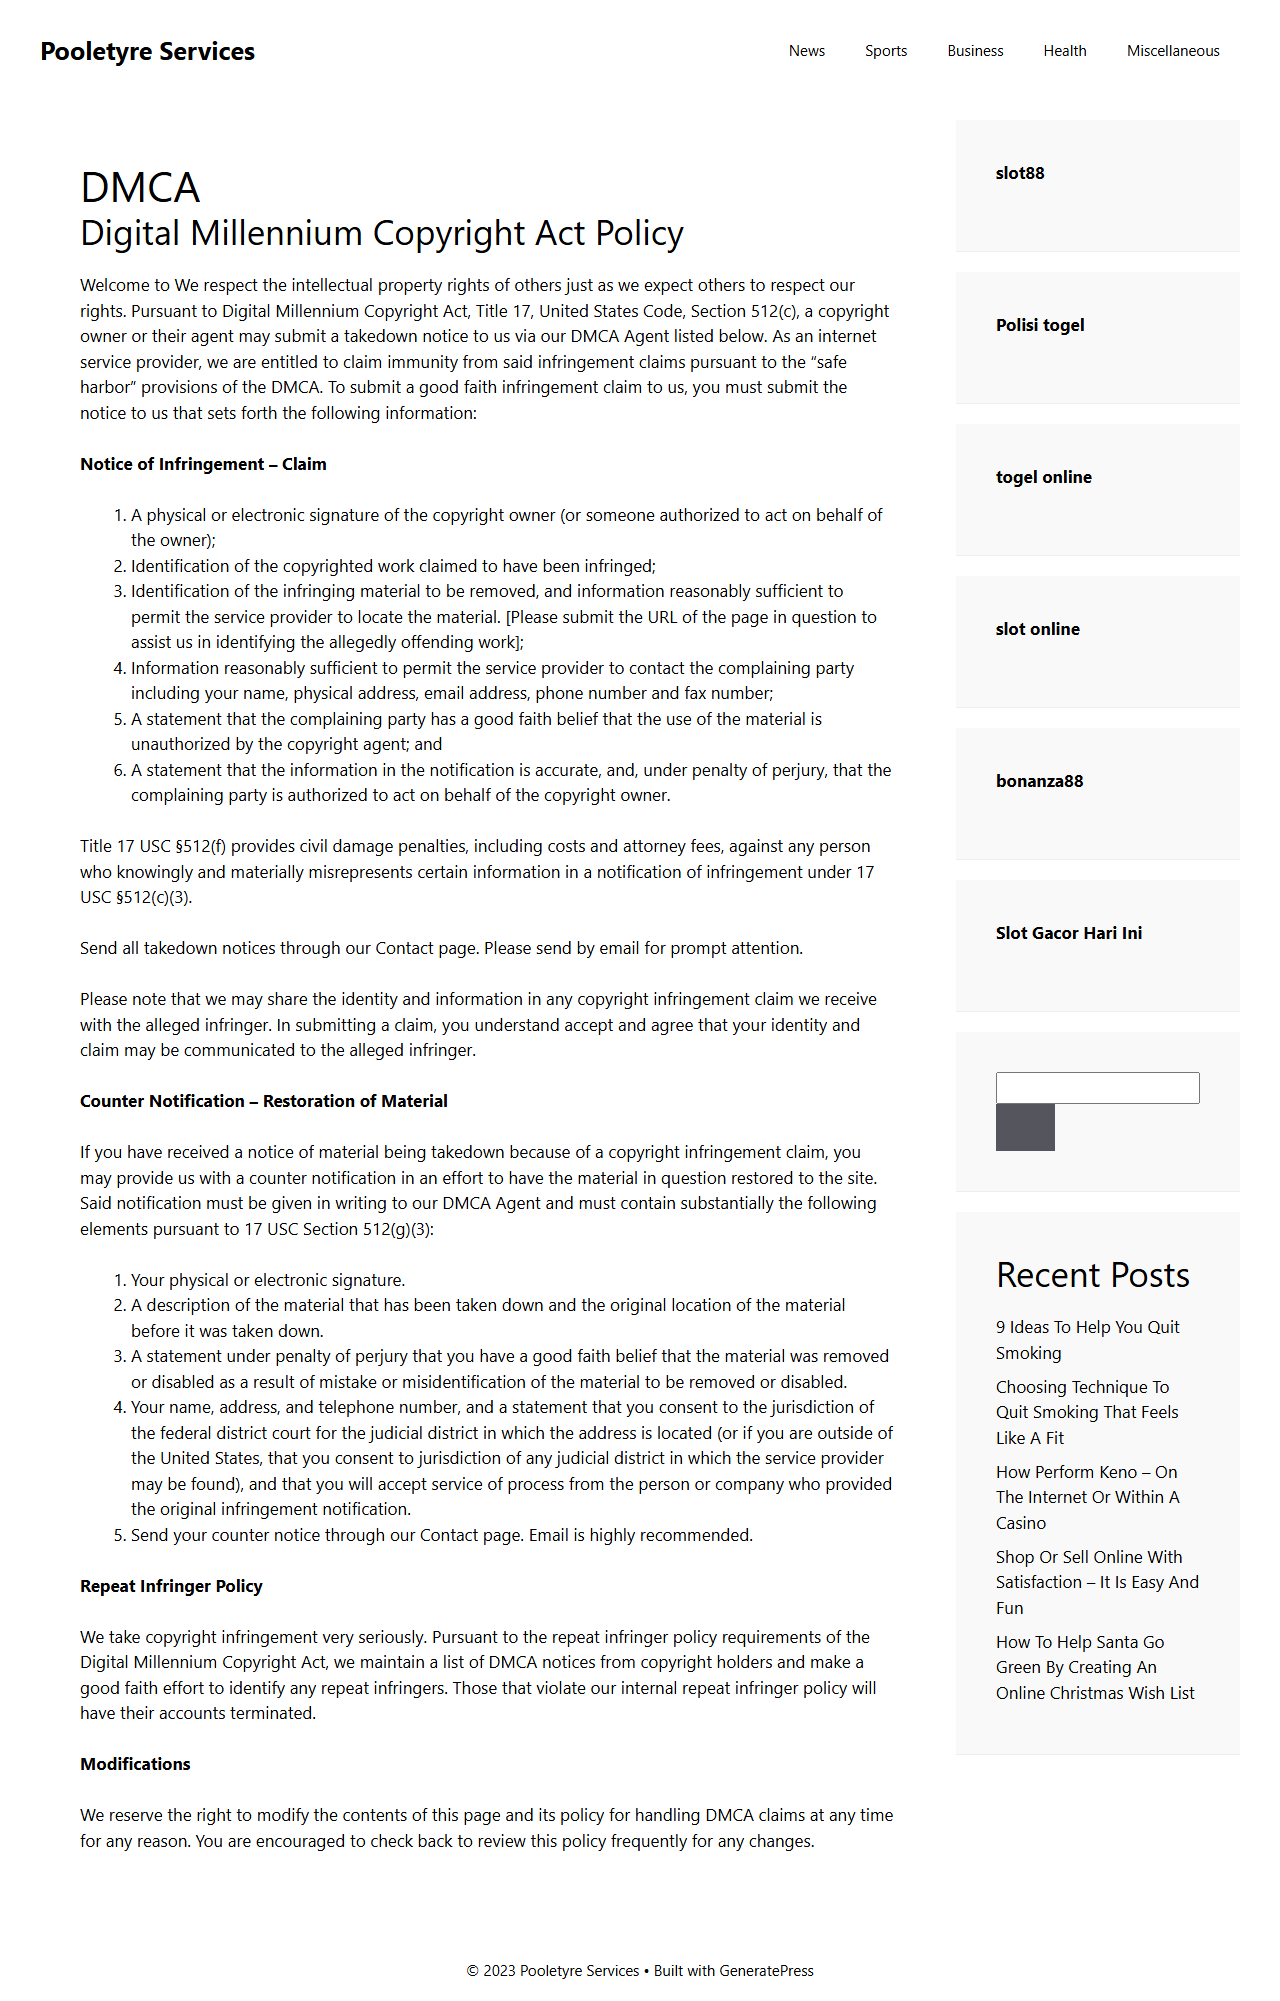 Pooletyre Services
News
Sports
Business
Health
Miscellaneous
DMCA
Digital Millennium Copyright Act Policy
Welcome to We respect the intellectual property rights of others just as we expect others to respect our
rights. Pursuant to Digital Millennium Copyright Act, Title 17, United States Code, Section 512(c), a copyright
owner or their agent may submit a takedown notice to us via our DMCA Agent listed below. As an internet
service provider, we are entitled to claim immunity from said infringement claims pursuant to the “safe
harbor” provisions of the DMCA. To submit a good faith infringement claim to us, you must submit the
notice to us that sets forth the following information:
Notice of Infringement – Claim
1. A physical or electronic signature of the copyright owner (or someone authorized to act on behalf of
the owner);
2. Identification of the copyrighted work claimed to have been infringed;
3. Identification of the infringing material to be removed, and information reasonably sufficient to
permit the service provider to locate the material. [Please submit the URL of the page in question to
assist us in identifying the allegedly offending work];
4. Information reasonably sufficient to permit the service provider to contact the complaining party
including your name, physical address, email address, phone number and fax number;
5. A statement that the complaining party has a good faith belief that the use of the material is
unauthorized by the copyright agent; and
6. A statement that the information in the notification is accurate, and, under penalty of perjury, that the
complaining party is authorized to act on behalf of the copyright owner.
Title 17 USC §512(f) provides civil damage penalties, including costs and attorney fees, against any person
who knowingly and materially misrepresents certain information in a notification of infringement under 17
USC §512(c)(3).
Send all takedown notices through our Contact page. Please send by email for prompt attention.
Please note that we may share the identity and information in any copyright infringement claim we receive
with the alleged infringer. In submitting a claim, you understand accept and agree that your identity and
claim may be communicated to the alleged infringer.
Counter Notification – Restoration of Material
If you have received a notice of material being takedown because of a copyright infringement claim, you
may provide us with a counter notification in an effort to have the material in question restored to the site.
Said notification must be given in writing to our DMCA Agent and must contain substantially the following
elements pursuant to 17 USC Section 512(g)(3):
1. Your physical or electronic signature.
2. A description of the material that has been taken down and the original location of the material
before it was taken down.
3. A statement under penalty of perjury that you have a good faith belief that the material was removed
or disabled as a result of mistake or misidentification of the material to be removed or disabled.
4. Your name, address, and telephone number, and a statement that you consent to the jurisdiction of
the federal district court for the judicial district in which the address is located (or if you are outside of
the United States, that you consent to jurisdiction of any judicial district in which the service provider
may be found), and that you will accept service of process from the person or company who provided
the original infringement notification.
5. Send your counter notice through our Contact page. Email is highly recommended.
Repeat Infringer Policy
We take copyright infringement very seriously. Pursuant to the repeat infringer policy requirements of the
Digital Millennium Copyright Act, we maintain a list of DMCA notices from copyright holders and make a
good faith effort to identify any repeat infringers. Those that violate our internal repeat infringer policy will
have their accounts terminated.
Modifications
We reserve the right to modify the contents of this page and its policy for handling DMCA claims at any time
for any reason. You are encouraged to check back to review this policy frequently for any changes.
slot88
Polisi togel
togel online
slot online
bonanza88
Slot Gacor Hari Ini
Recent Posts
9 Ideas To Help You Quit
Smoking
Choosing Technique To
Quit Smoking That Feels
Like A Fit
How Perform Keno – On
The Internet Or Within A
Casino
Shop Or Sell Online With
Satisfaction – It Is Easy And
Fun
How To Help Santa Go
Green By Creating An
Online Christmas Wish List
© 2023 Pooletyre Services • Built with GeneratePress